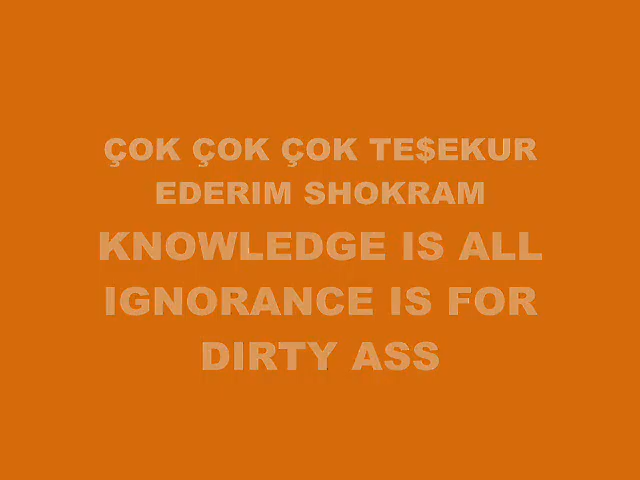 ÇOK ÇOK ÇOK TE$EKUR
EDERIM SHOKRAM
KNOWLEDGE IS ALL
IGNORANCE IS FOR
DIRTY ASS